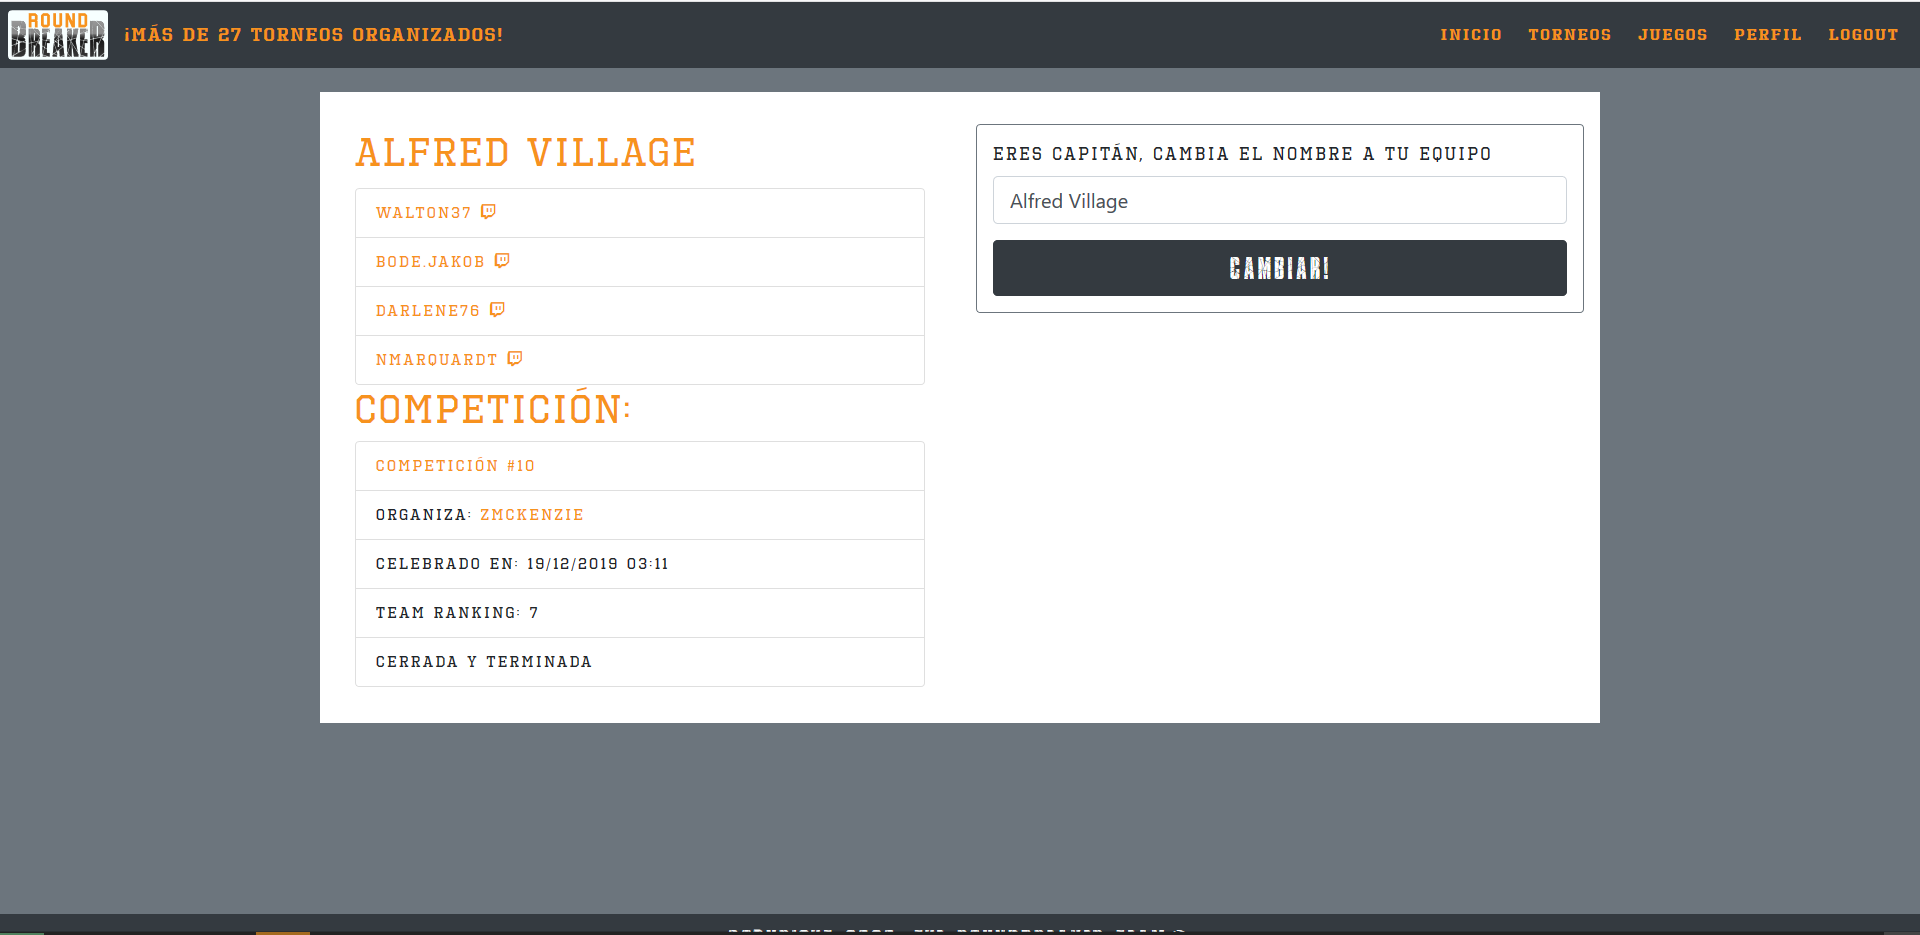 ROUND
BREAKER
¡MÁS DE 27 TORNEOS ORGANIZADOS!
INICIO TORNEOS JUEGOS PERFIL LOGOUT
ALFRED VILLAGE
WALTON37
BODE.JAKOB
DARLENE76
NMARQUARDT
COMPETICIÓN:
COMPETICIÓN #10
ORGANIZA: ZMCKENZIE
CELEBRADO EN: 19/12/2019 03:11
TEAM RANKING: 7
CERRADA Y TERMINADA
ERES CAPITÁN, CAMBIA EL NOMBRE A TU EQUIPO
Alfred Village
CAMBIAR!